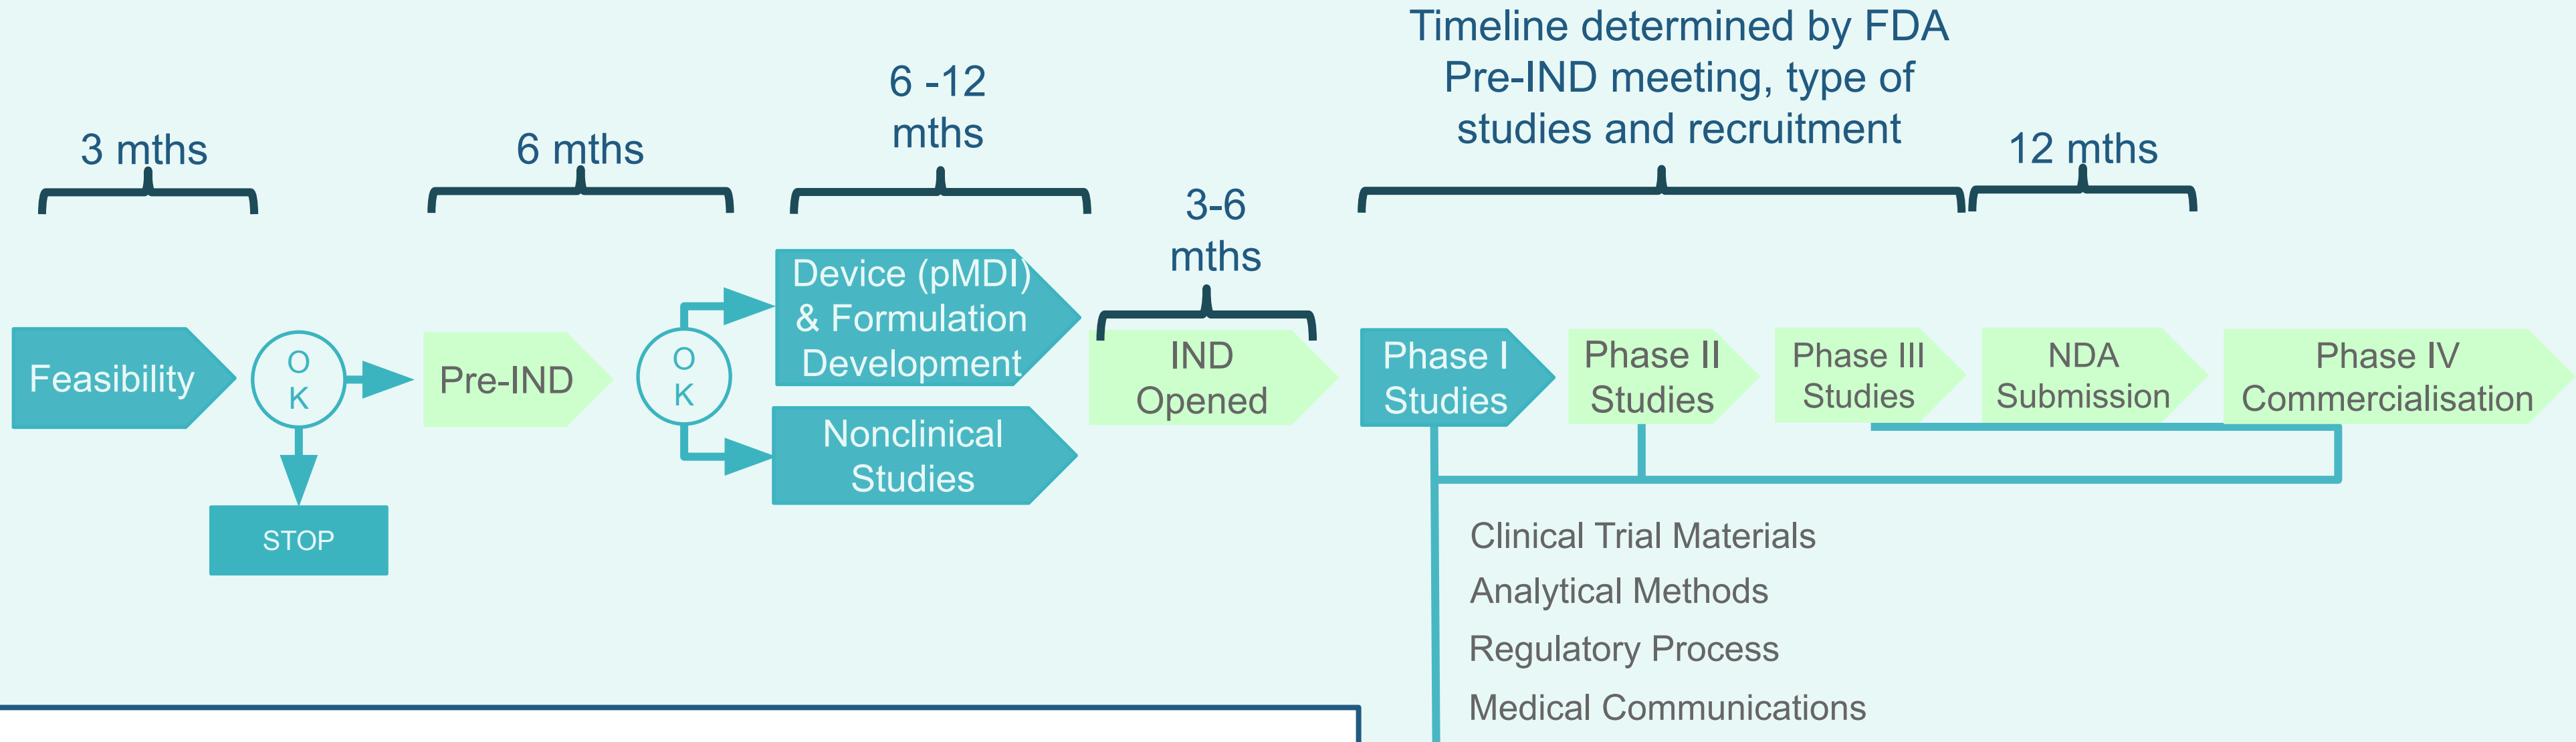 Timeline determined by FDA
Pre-IND meeting, type of
studies and recruitment
6 -12
mths
3 mths
6 mths
12 mths
3-6
mths
Feasibility
O
K
STOP
Pre-IND
O
K
Device (pMDI)
& Formulation
Development
Nonclinical
Studies
IND
Opened
Phase I
Studies
Phase II
Studies
Phase III
Studies
NDA
Submission
Phase IV
Commercialisation
Clinical Trial Materials
Analytical Methods
Regulatory Process
Medical Communications